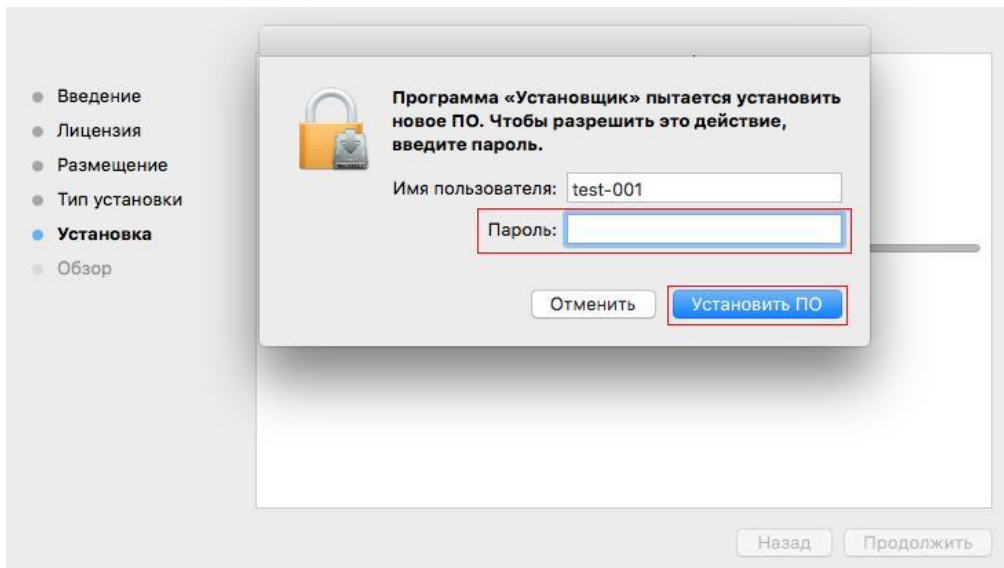 Введение
Лицензия
Размещение
Тип установки
Установка
Обзор
Программа «Установщик» пытается установить
новое ПО. Чтобы разрешить это действие,
введите пароль.
Имя пользователя: test-001
Пароль:
Отменить Установить ПО
Назад Продолжить